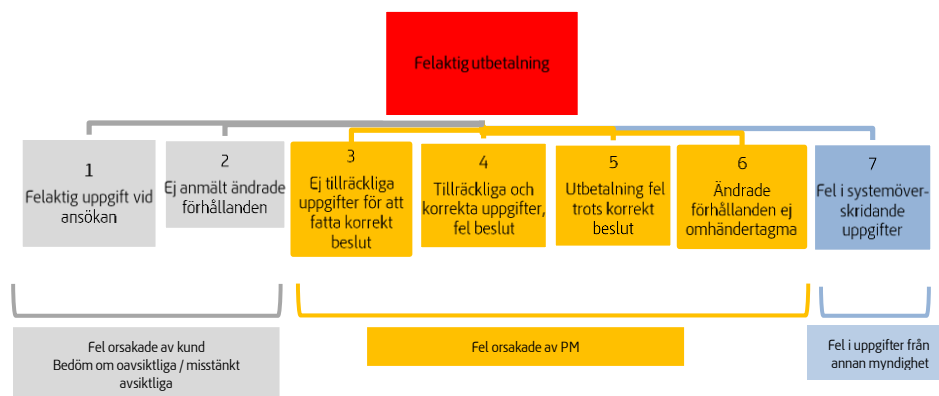 Felaktig utbetalning
1
Felaktig uppgift vid
ansökan
2
Ej anmält ändrade
förhållanden
3
Ej tillräckliga
uppgifter för att
fatta korrekt
beslut
4
Tillräckliga och
korrekta uppgifter,
fel beslut
5
Utbetalning fel
trots korrekt
beslut
6
Ändrade
förhållanden ej
omhändertagma
7
Fel i systemöver-
skridande
uppgifter
Fel orsakade av kund
Bedöm om oavsiktliga / misstänkt
avsiktliga
Fel orsakade av PM
Fel i uppgifter från
annan myndighet